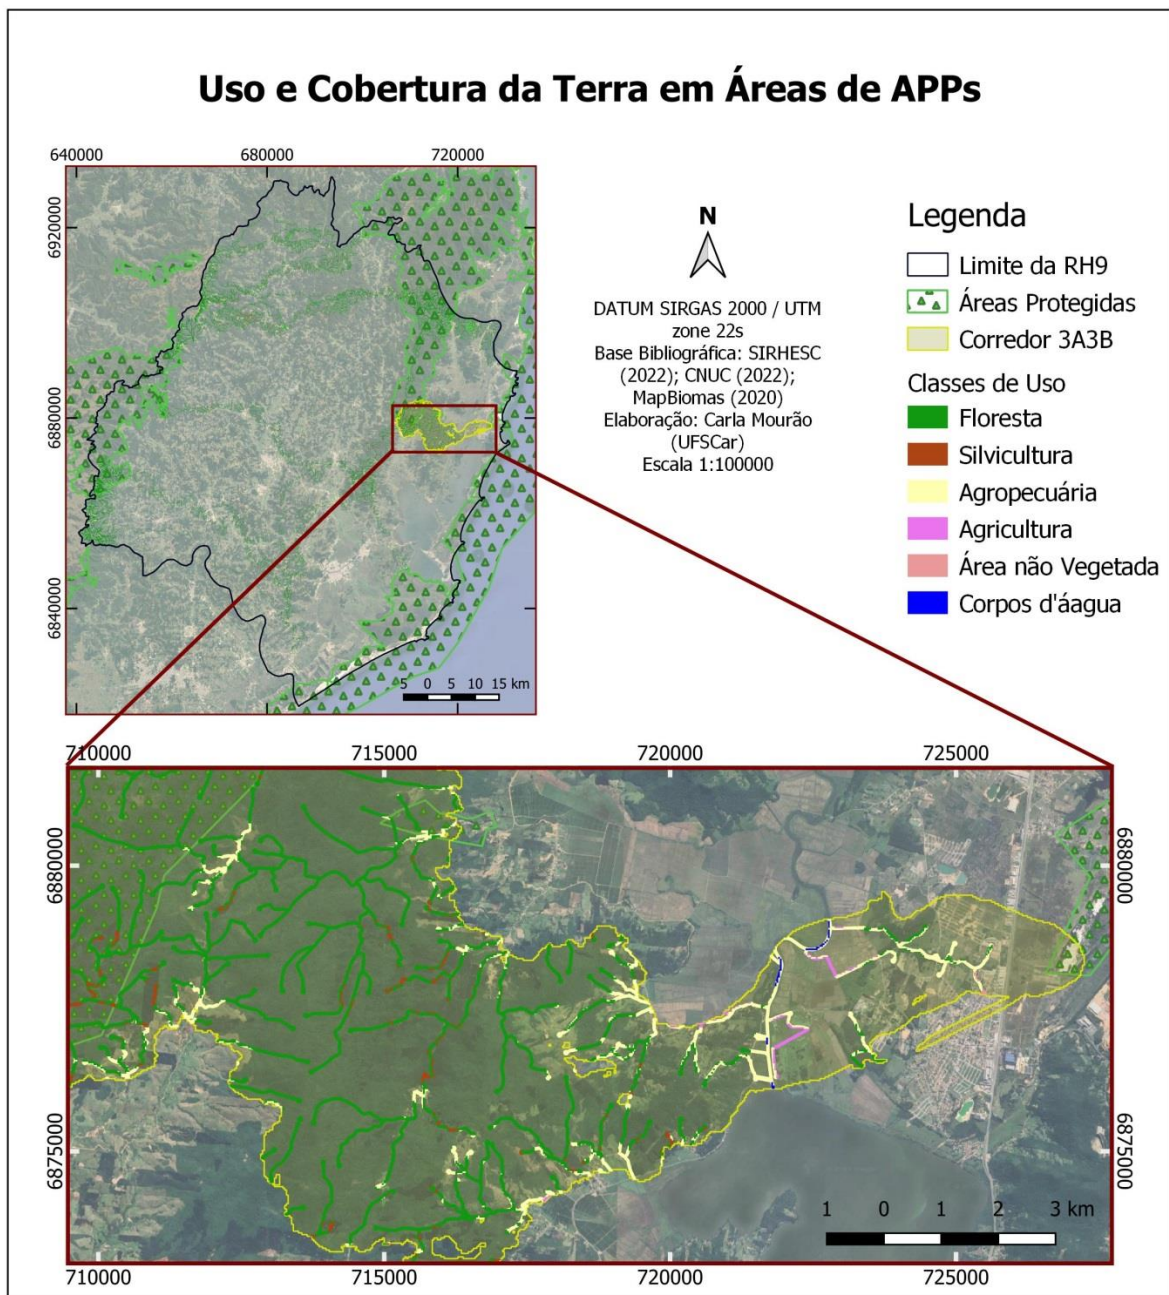 Uso e Cobertura da Terra em Áreas de APPs
640000 680000 720000
6920000
6880000
6840000
5 0 5 10 15 km
N
DATUM SIRGAS 2000 / UTM
zone 22s
Base Bibliográfica: SIRHESC
(2022); CNUC (2022);
MapBiomas (2020)
Elaboração: Carla Mourão
(UFSCar)
Escala 1:100000
Legenda
Limite da RH9
Áreas Protegidas
Corredor 3A3B
Classes de Uso
Floresta
Silvicultura
Agropecuária
Agricultura
Área não Vegetada
Corpos d'áagua
710000 715000 720000 725000
6880000 6880000
6875000 6875000
1 0 1 2 3 km
710000 715000 720000 725000